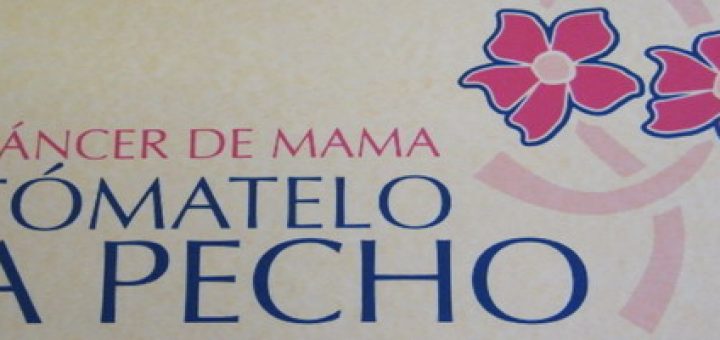 ÁNCER DE MAMA
TÓMATELO
A PECHO